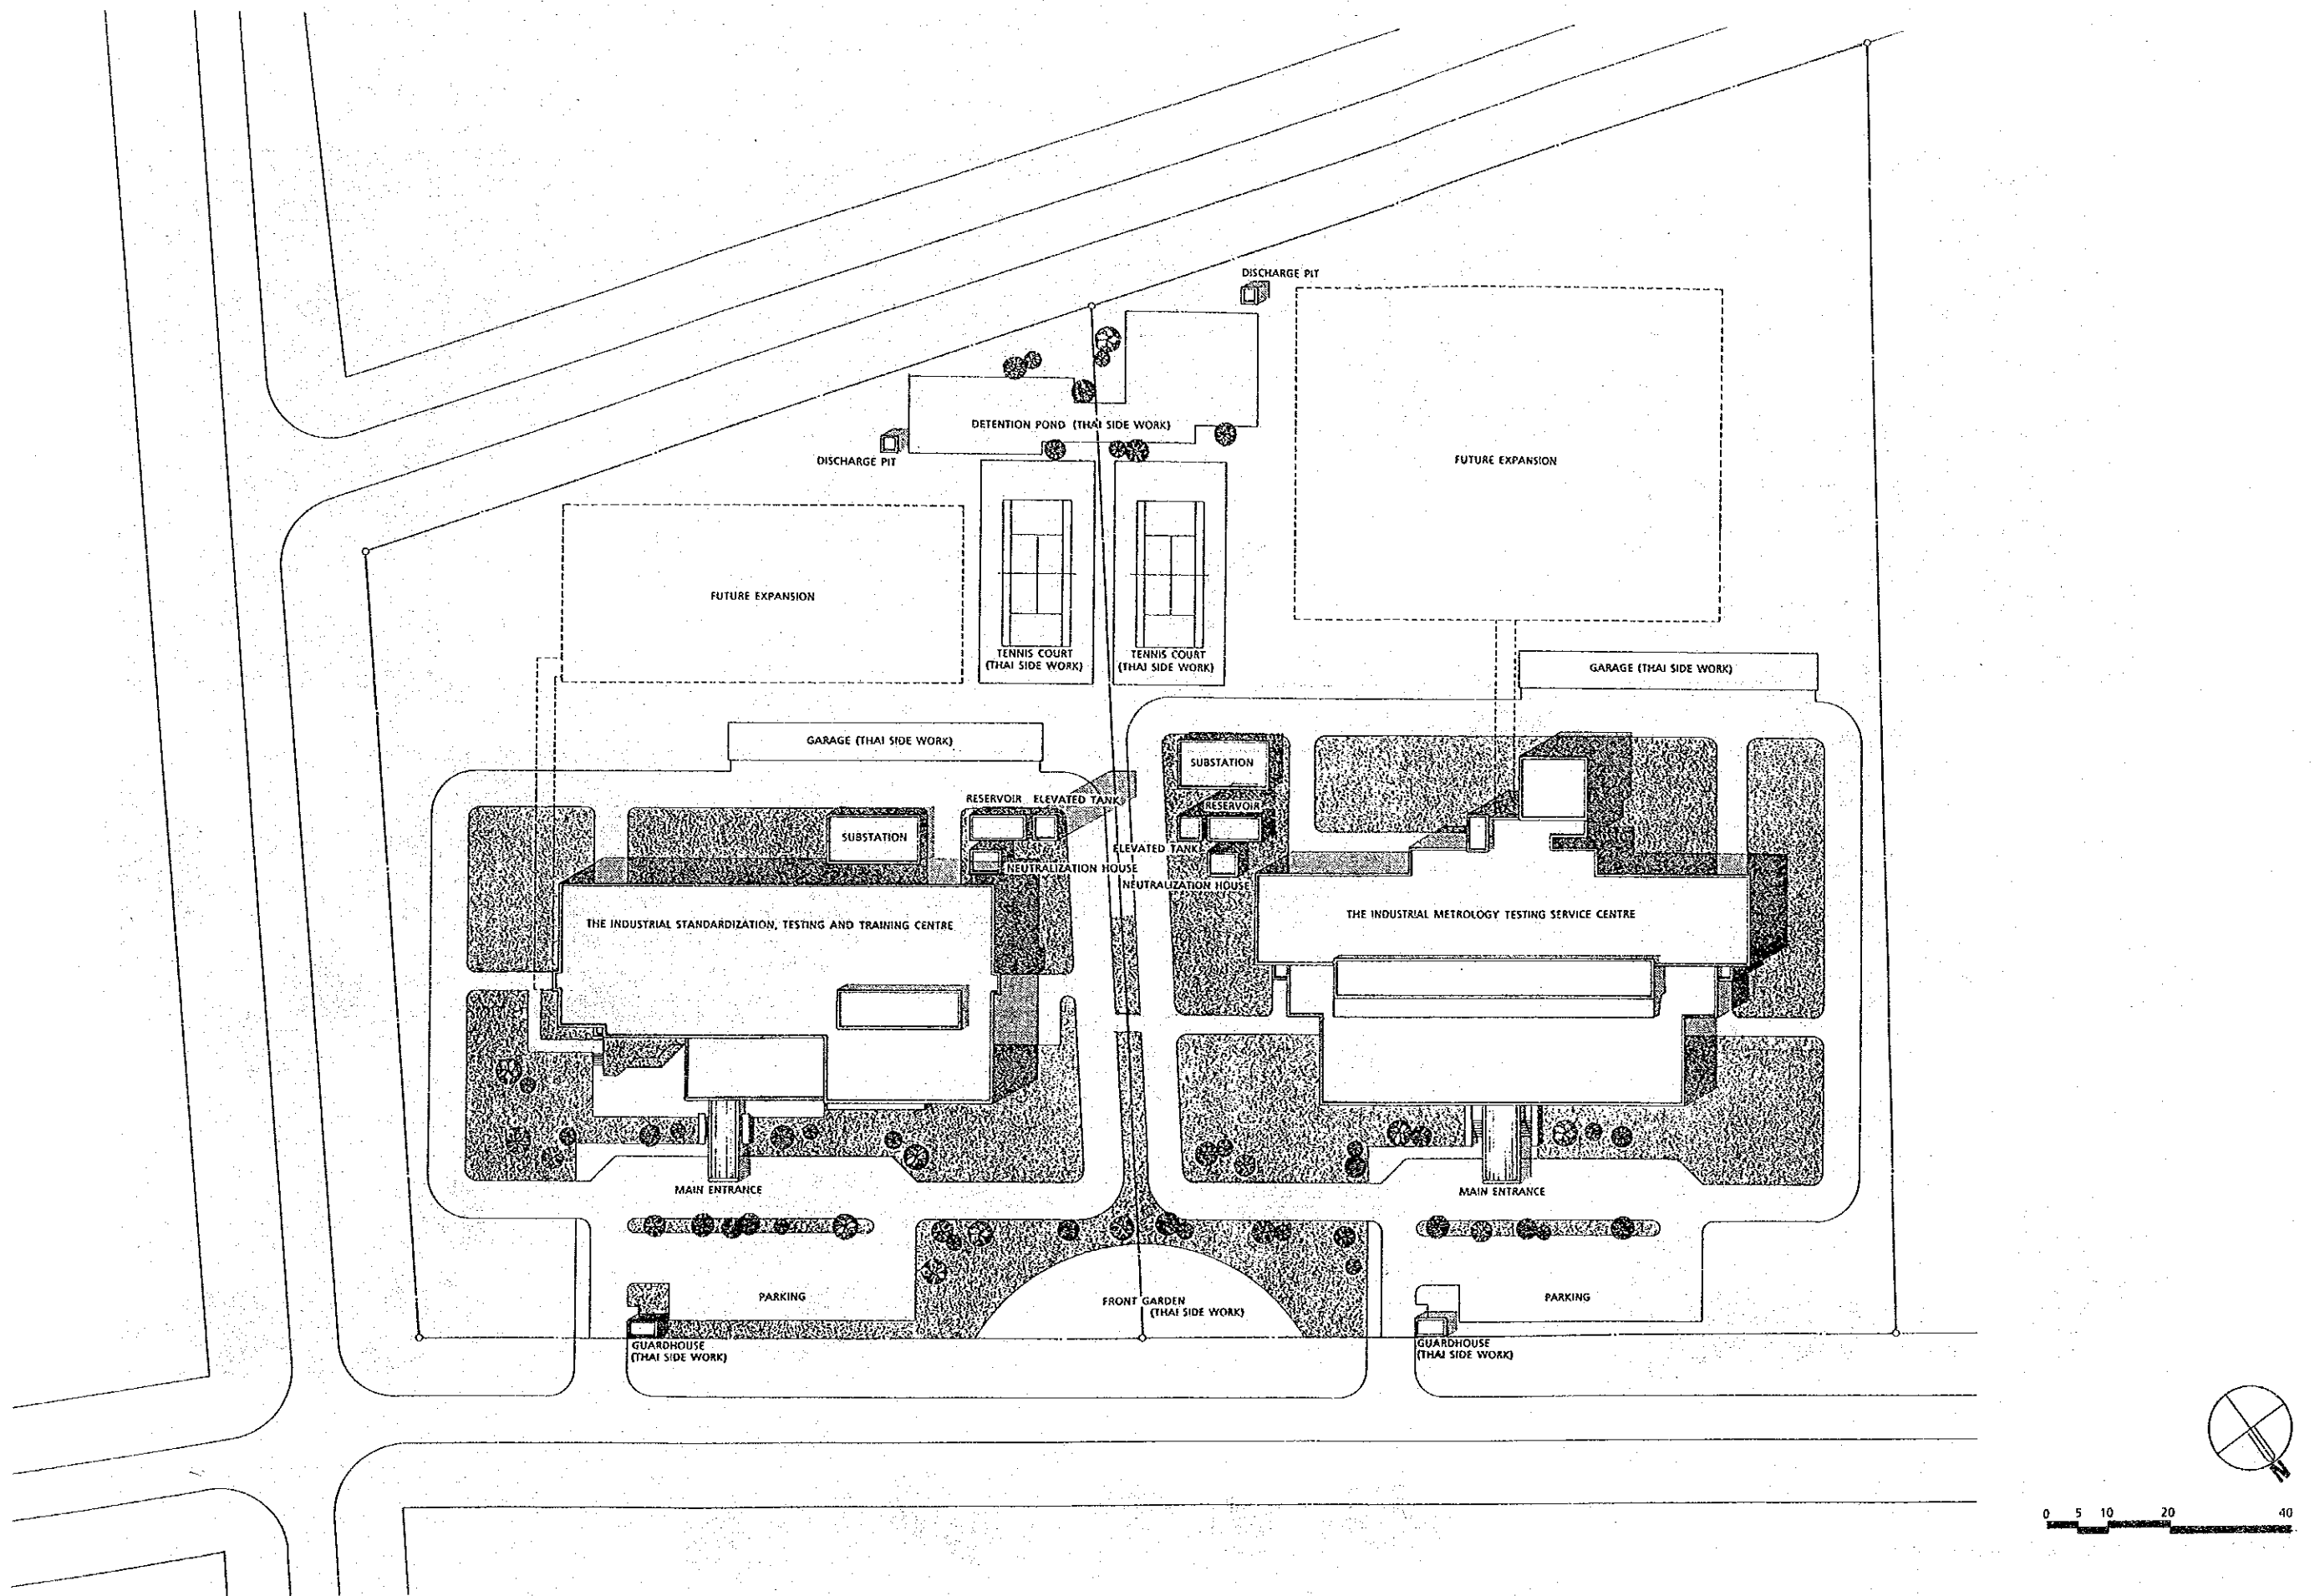 DISCHARGE PIT
DETENTION POND (THAI SIDE WORK)
DISCHARGE PIT
FUTURE EXPANSION
FUTURE EXPANSION
TENNIS COURT
(THAI SIDE WORK)
TENNIS COURT
(THAI SIDE WORK)
GARAGE (THAI SIDE WORK)
GARAGE (THAI SIDE WORK)
SUBSTATION
RESERVOIR
ELEVATED TANK
RESERVOIR
SUBSTATION
ELEVATED TANK
NEUTRALIZATION HOUSE
NEUTRALIZATION HOUSE
THE INDUSTRIAL STANDARDIZATION, TESTING AND TRAINING CENTRE
THE INDUSTRIAL METROLOGY TESTING SERVICE CENTRE
MAIN ENTRANCE
MAIN ENTRANCE
PARKING
FRONT GARDEN
(THAI SIDE WORK)
PARKING
GUARDHOUSE
(THAI SIDE WORK)
GUARDHOUSE
(THAI SIDE WORK)
N
0 5 10 20 40